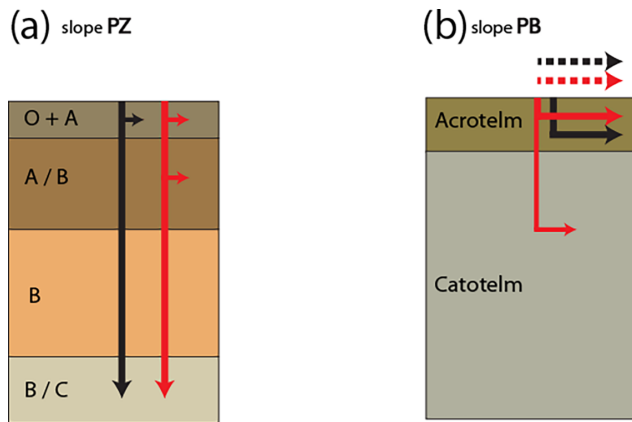 (a) slope PZ
O + A
A / B
B
B / C
(b) slope PB
Acrotelm
Catotelm